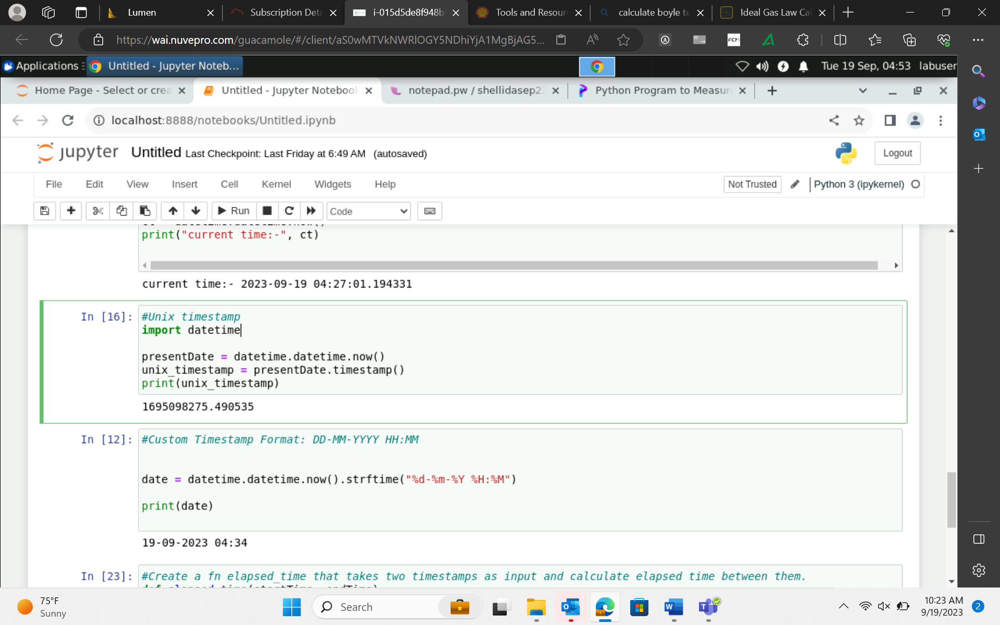 Lumen
Subscription Deta
i-015d5de8f948b
Tools and Resour
calculate boyle te
Ideal Gas Law Cal
https://wai.nuvepro.com/guacamole/#/client/aS0wMTVkNWRlOGY5NDhiYjA1MgBjAG5...
FCM
Applications
Untitled - Jupyter Noteb...
Tue 19 Sep, 04:53 labuser
Home Page - Select or crea
Untitled - Jupyter Notebook
notepad.pw / shellidasep23
Python Program to Measur
localhost:8888/notebooks/Untitled.ipynb
jupyter Untitled Last Checkpoint: Last Friday at 6:49 AM (autosaved)
Logout
File Edit View Insert Cell Kernel Widgets Help
Not Trusted
Python 3 (ipykernel)
Run
Code
print("current time:-", ct)
current time:- 2023-09-19 04:27:01.194331
In [16]: #Unix timestamp
import datetime
presentDate = datetime.datetime.now()
unix_timestamp = presentDate.timestamp()
print(unix_timestamp)
1695098275.490535
In [12]: #Custom Timestamp Format: DD-MM-YYYY HH:MM
date = datetime.datetime.now().strftime("%d-%m-%Y %H:%M")
print(date)
19-09-2023 04:34
In [23]: #Create a fn elapsed_time that takes two timestamps as input and calculate elapsed time between them.
75°F
Sunny
Search
10:23 AM
9/19/2023
2